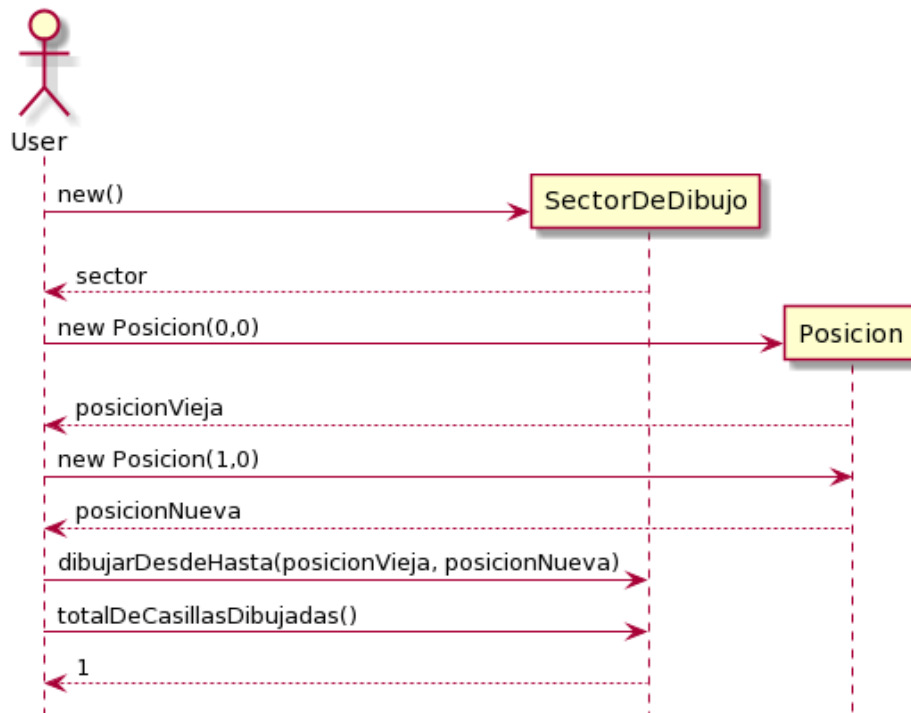 User
new()
SectorDeDibujo
sector
new Posicion(0,0)
Posicion
posicionVieja
new Posicion(1,0)
posicionNueva
dibujarDesdeHasta(posicionVieja, posicionNueva)
totalDeCasillasDibujadas()
1